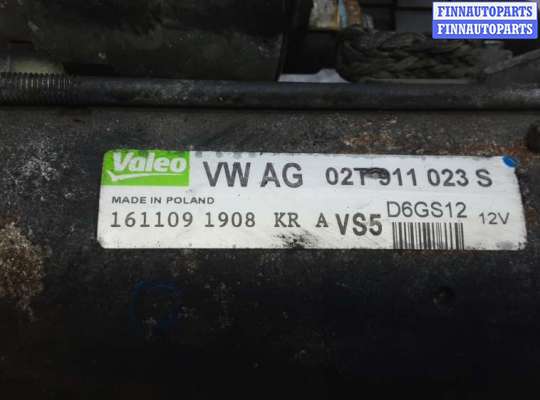 FINNAUTOPARTS
FINNAUTOPARTS
Valeo VW AG 02T 911 023 S
MADE IN POLAND
161109 1908 KR A VS5 D6GS12 12V